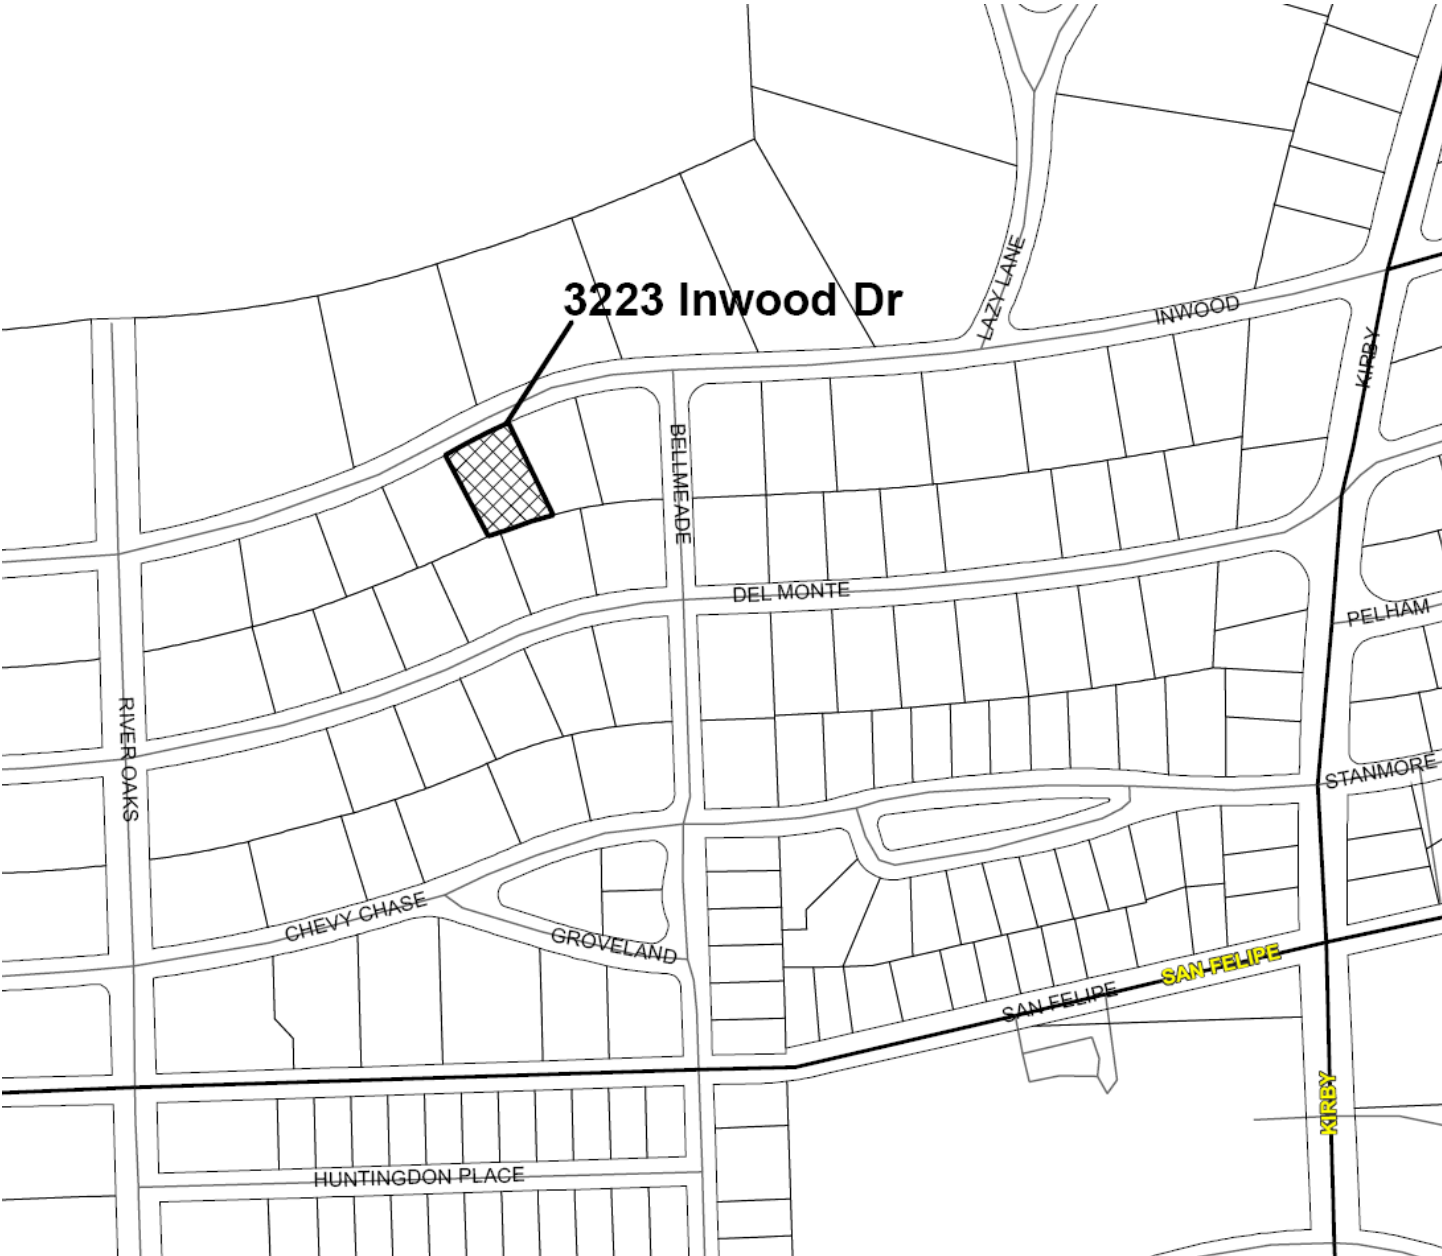 LAZY LANE
3223 Inwood Dr
INWOOD
KIRBY
BELLMEADE
DEL MONTE
PELHAM
RIVER OAKS
STANMORE
CHEVY CHASE
GROVELAND
SAN FELIPE
SAN FELIPE
KIRBY
HUNTINGDON PLACE